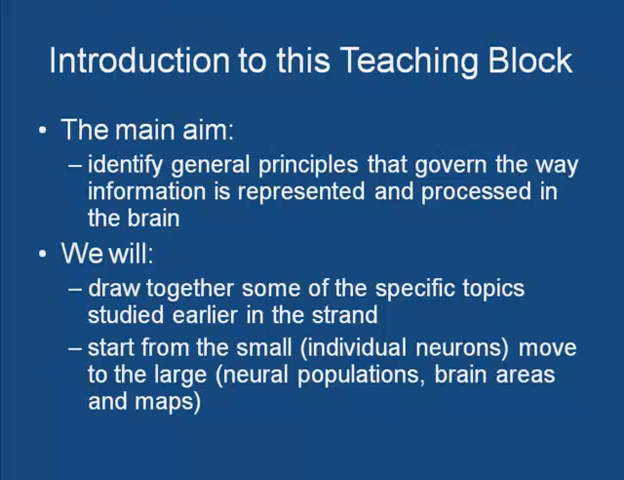 Introduction to this Teaching Block
• The main aim:
– identify general principles that govern the way
information is represented and processed in
the brain
• We will:
– draw together some of the specific topics
studied earlier in the strand
– start from the small (individual neurons) move
to the large (neural populations, brain areas
and maps)